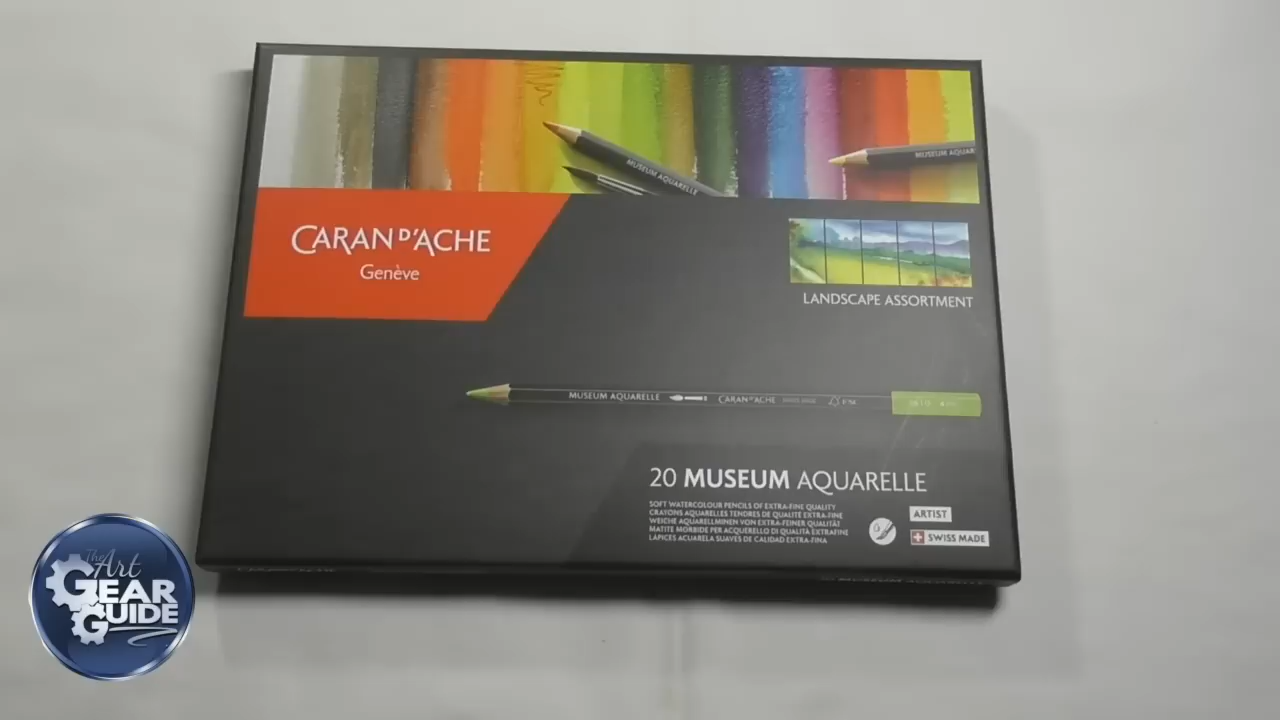 MUSEUM AQUARELLE
MUSEUM AQUAR
CARAN D'ACHE
Genève
LANDSCAPE ASSORTMENT
MUSEUM AQUARELLE CARAN D'ACHE
20 MUSEUM AQUARELLE
SOFT WATERCOLOUR PENCILS OF EXTRA-FINE QUALITY
CRAYONS AQUARELLES TENDRES DE QUALITÉ EXTRA-FINE
WEICHE AQUARELLMINEN VON EXTRA-FEINER QUALITÄT
MATITE MORBIDE PER ACQUERELLO DI QUALITÀ EXTRAFINE
LÁPICES ACUARELA SUAVES DE CALIDAD EXTRA-FINA
ARTIST
SWISS MADE
MUSEUM AQUARELLE
The Art
GEAR
GUIDE